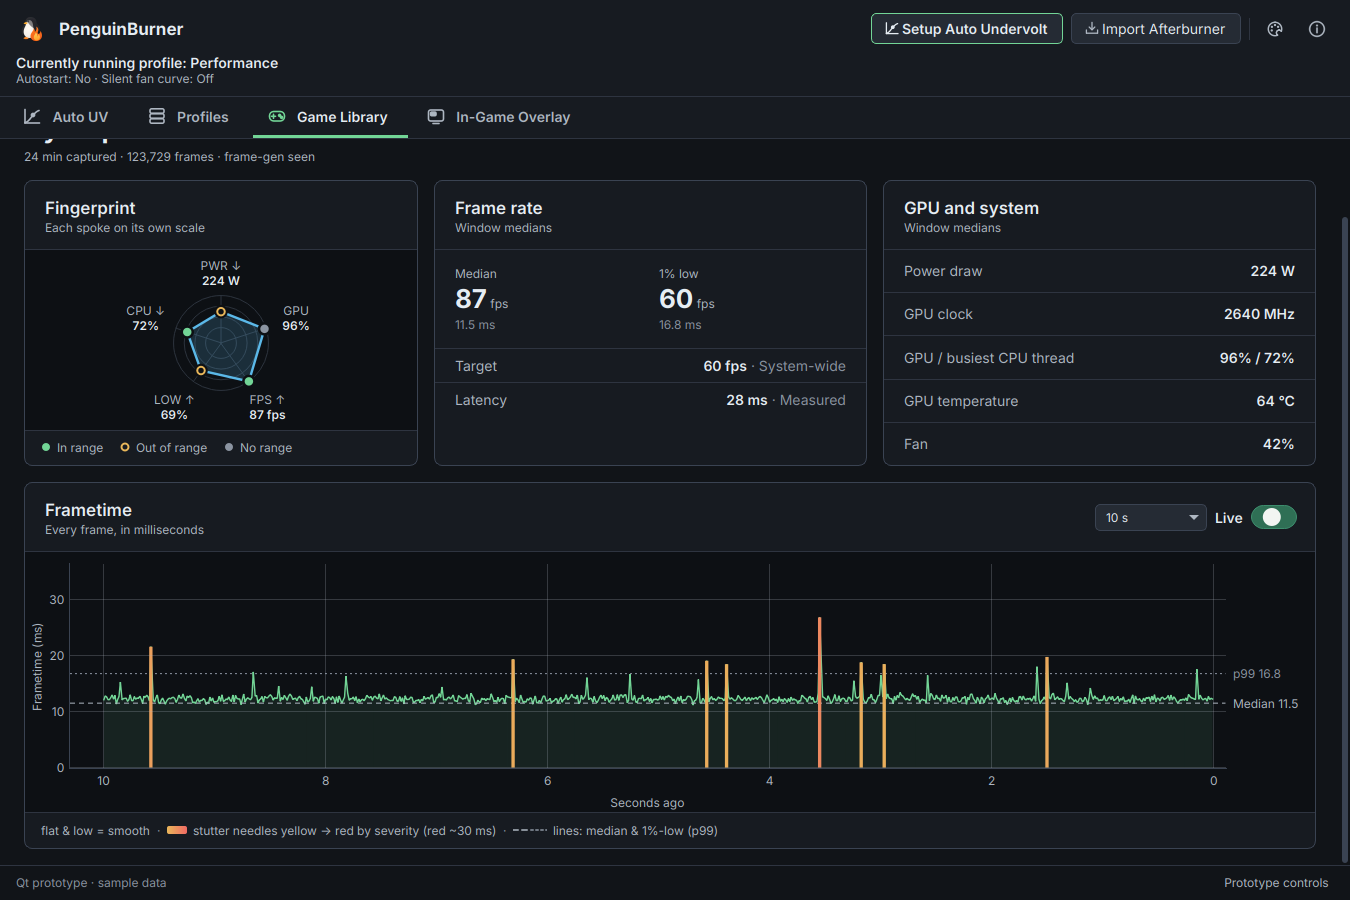 PenguinBurner
Setup Auto Undervolt
Import Afterburner
Currently running profile: Performance
Autostart: No · Silent fan curve: Off
Auto UV
Profiles
Game Library
In-Game Overlay
24 min captured · 123,729 frames · frame-gen seen
Fingerprint
Each spoke on its own scale
PWR ↓
224 W
CPU ↓
72%
GPU
96%
LOW ↑
69%
FPS ↑
87 fps
In range
Out of range
No range
Frame rate
Window medians
Median
87 fps
11.5 ms
1% low
60 fps
16.8 ms
Target
60 fps · System-wide
Latency
28 ms · Measured
GPU and system
Window medians
Power draw
224 W
GPU clock
2640 MHz
GPU / busiest CPU thread
96% / 72%
GPU temperature
64 °C
Fan
42%
Frametime
Every frame, in milliseconds
10 s
Live
Frametime (ms)
30
20
10
0
p99 16.8
Median 11.5
10
8
6
4
2
0
Seconds ago
flat & low = smooth ·
stutter needles yellow → red by severity (red ~30 ms) ·
lines: median & 1%-low (p99)
Qt prototype · sample data
Prototype controls